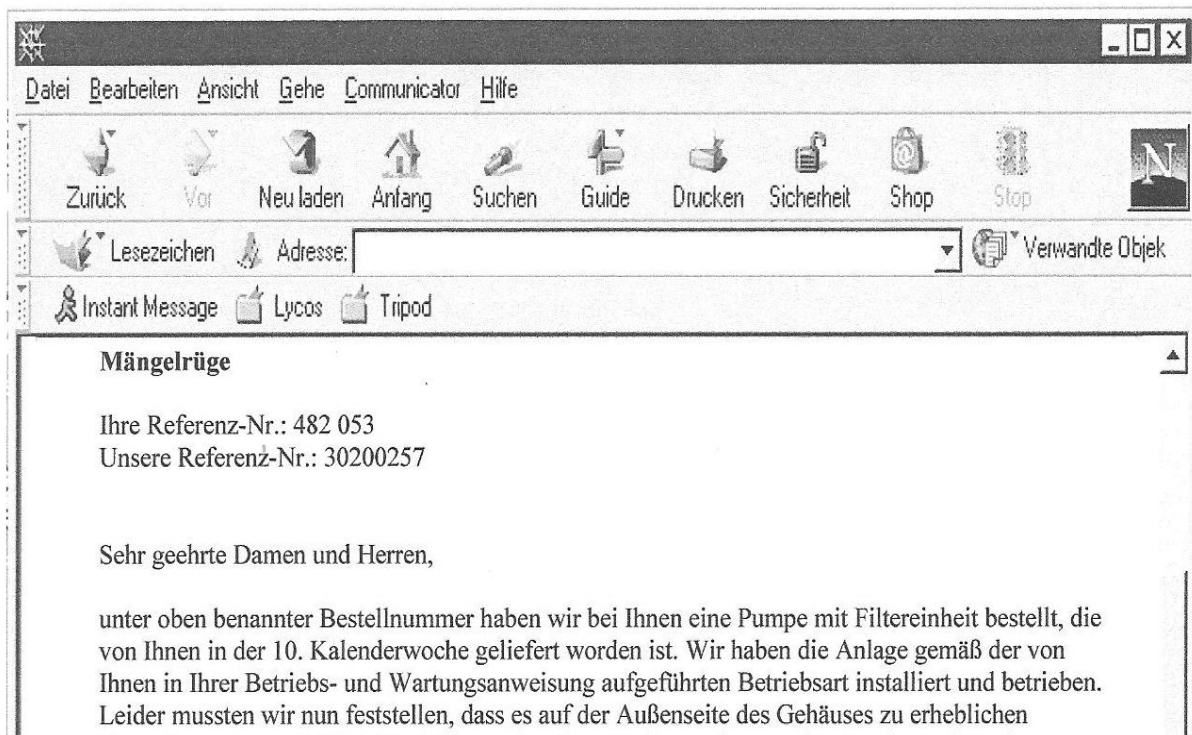 Datei Bearbeiten Ansicht Gehe Communicator Hilfe
Zurück Vor Neu laden Anfang Suchen Guide Drucken Sicherheit Shop Stop N
Lesezeichen Adresse: Verwandte Objek
Instant Message Lycos Tripod
Mängelrüge
Ihre Referenz-Nr.: 482 053
Unsere Referenz-Nr.: 30200257
Sehr geehrte Damen und Herren,
unter oben benannter Bestellnummer haben wir bei Ihnen eine Pumpe mit Filtereinheit bestellt, die
von Ihnen in der 10. Kalenderwoche geliefert worden ist. Wir haben die Anlage gemäß der von
Ihnen in Ihrer Betriebs- und Wartungsanweisung aufgeführten Betriebsart installiert und betrieben.
Leider mussten wir nun feststellen, dass es auf der Außenseite des Gehäuses zu erheblichen